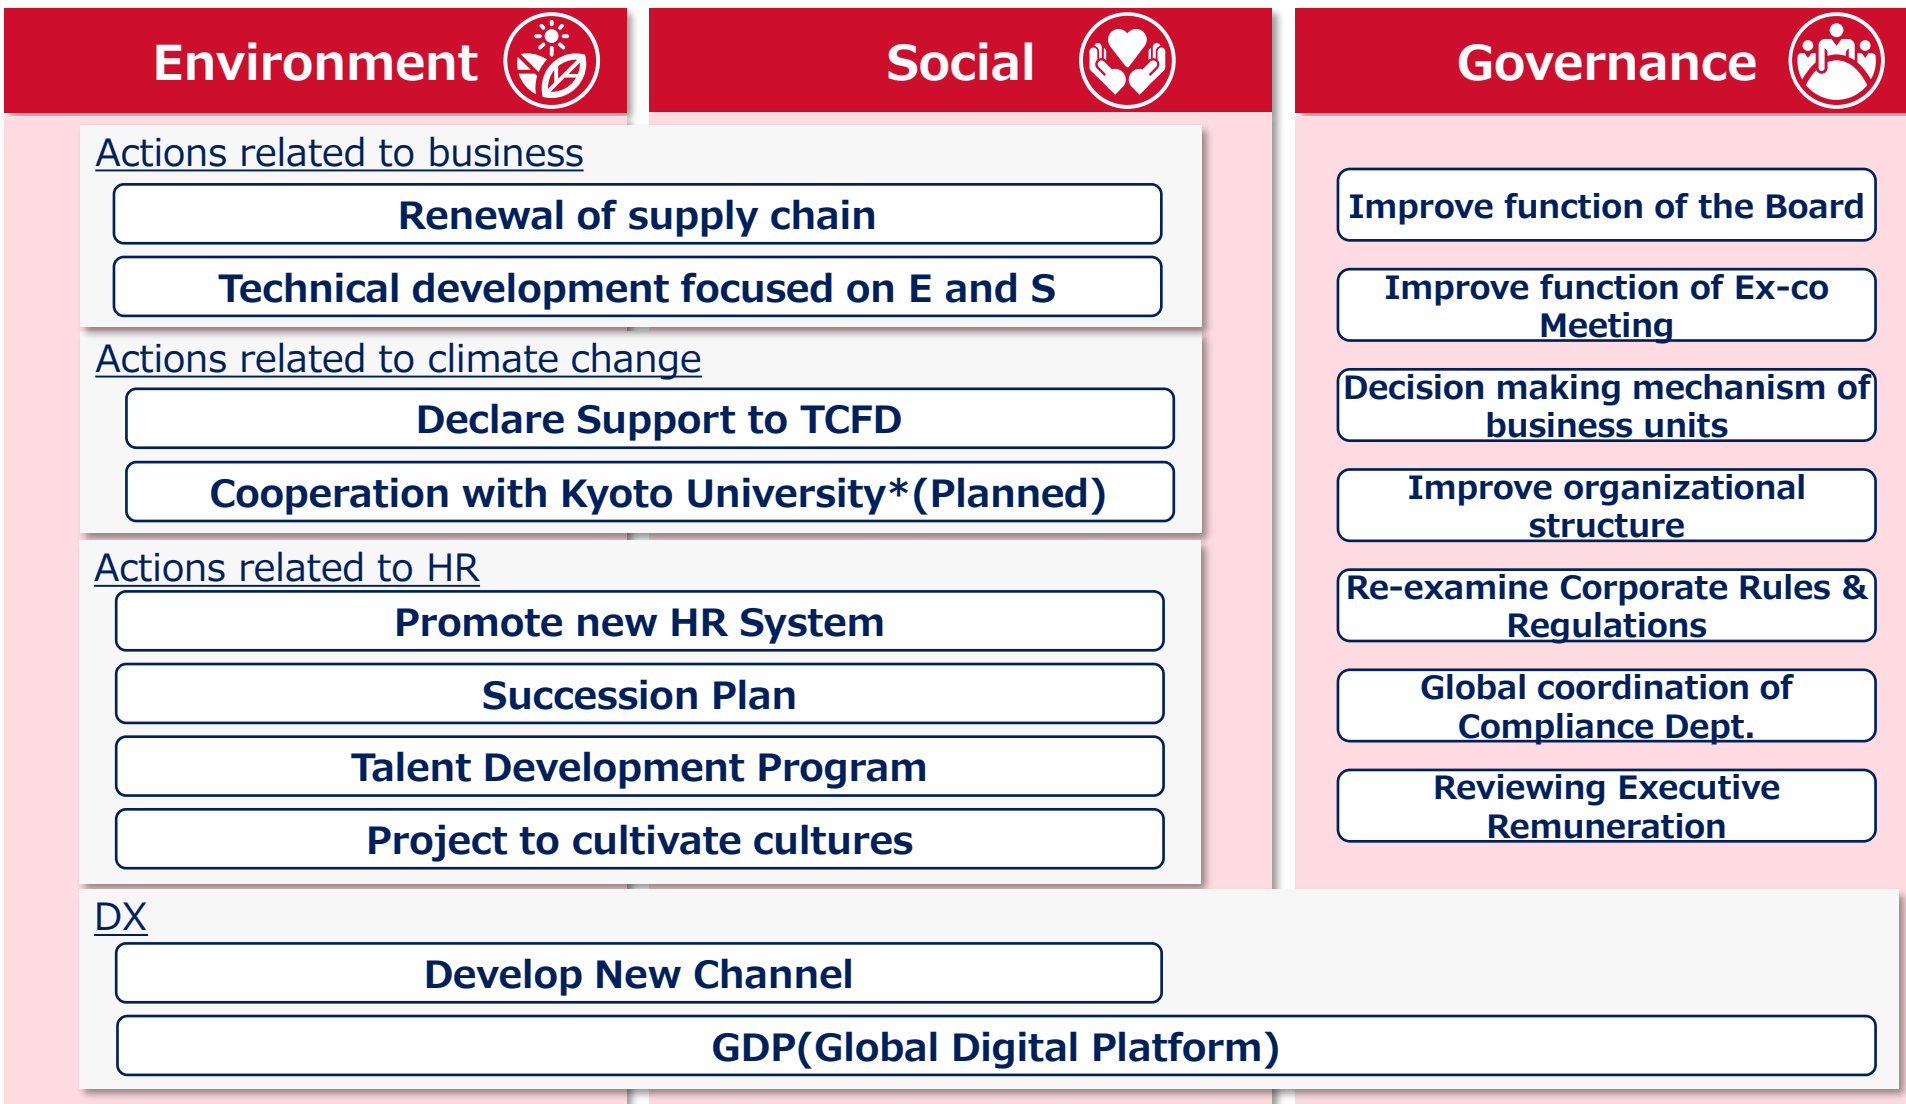 Environment
Social
Governance
Actions related to business
Renewal of supply chain
Technical development focused on E and S
Actions related to climate change
Declare Support to TCFD
Cooperation with Kyoto University*(Planned)
Actions related to HR
Promote new HR System
Succession Plan
Talent Development Program
Project to cultivate cultures
Improve function of the Board
Improve function of Ex-co
Meeting
Decision making mechanism of
business units
Improve organizational
structure
Re-examine Corporate Rules &
Regulations
Global coordination of
Compliance Dept.
Reviewing Executive
Remuneration
DX
Develop New Channel
GDP(Global Digital Platform)